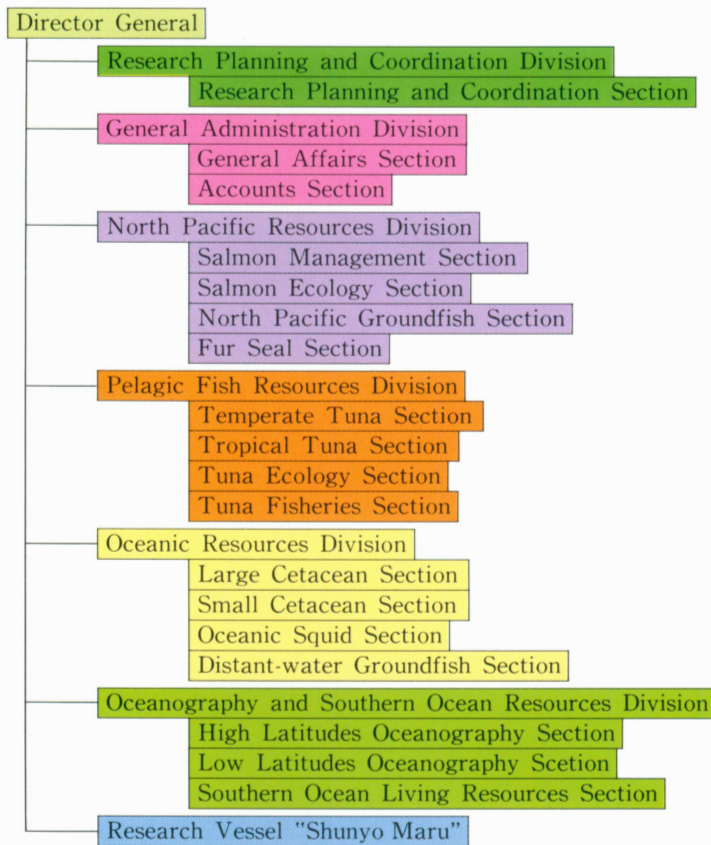 Director General
Research Planning and Coordination Division
Research Planning and Coordination Section
General Administration Division
General Affairs Section
Accounts Section
North Pacific Resources Division
Salmon Management Section
Salmon Ecology Section
North Pacific Groundfish Section
Fur Seal Section
Pelagic Fish Resources Division
Temperate Tuna Section
Tropical Tuna Section
Tuna Ecology Section
Tuna Fisheries Section
Oceanic Resources Division
Large Cetacean Section
Small Cetacean Section
Oceanic Squid Section
Distant-water Groundfish Section
Oceanography and Southern Ocean Resources Division
High Latitudes Oceanography Section
Low Latitudes Oceanography Scetion
Southern Ocean Living Resources Section
Research Vessel "Shunyo Maru"